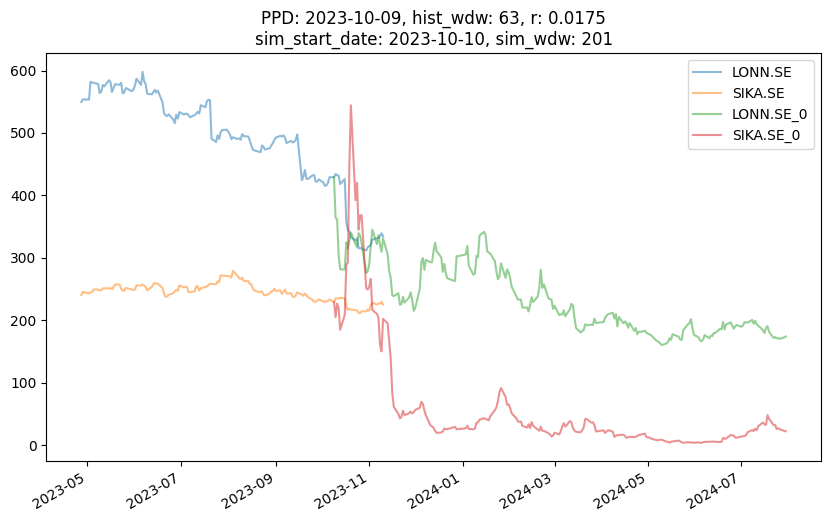 PPD: 2023-10-09, hist_wdw: 63, r: 0.0175
sim_start_date: 2023-10-10, sim_wdw: 201
LONN.SE
SIKA.SE
LONN.SE_0
SIKA.SE_0
600
500
400
300
200
100
0
2023-05
2023-07
2023-09
2023-11
2024-01
2024-03
2024-05
2024-07